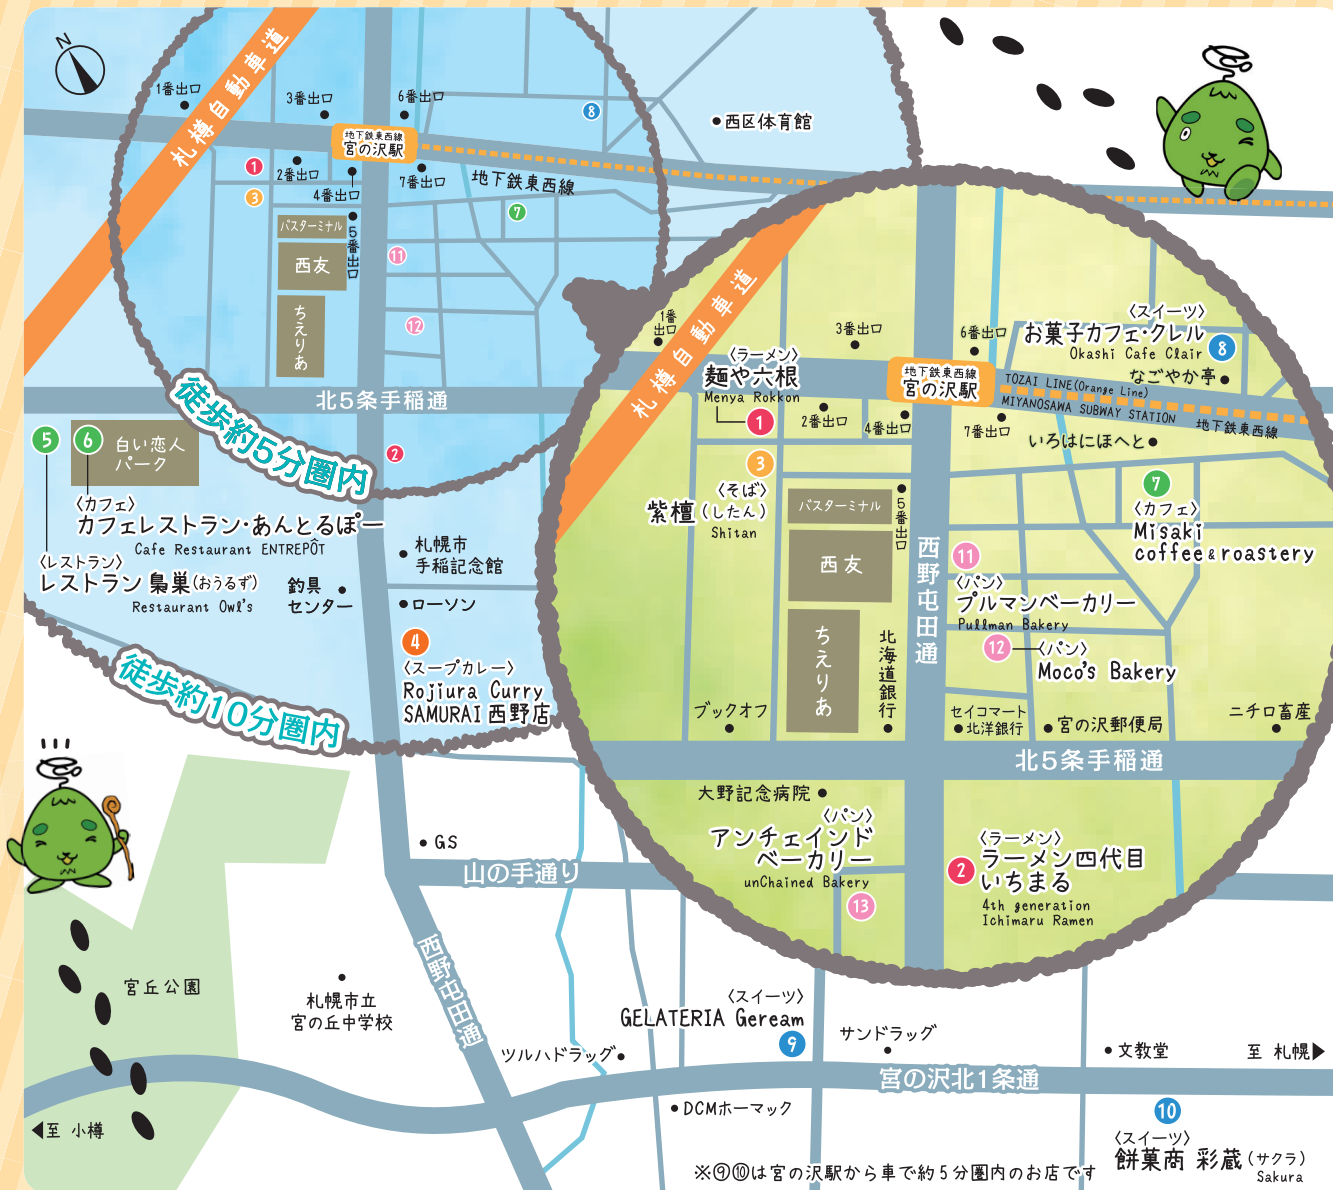 N
札樽自動車道
1番出口
3番出口
6番出口
8
西区体育館
地下鉄東西線
宮の沢駅
1
2番出口
4番出口
7番出口
地下鉄東西線
3
7
バスターミナル
5番出口
西友
11
ちえりあ
12
北5条手稲通
徒歩約5分圏内
2
5
6
白い恋人
パーク
〈カフェ〉
カフェレストラン・あんとるぽー
Cafe Restaurant ENTREPÔT
〈レストラン〉
レストラン 梟巣(おうるず)
Restaurant Owl's
釣具
センター
札幌市
手稲記念館
ローソン
4
〈スープカレー〉
Rojiura Curry
SAMURAI 西野店
徒歩約10分圏内
札樽自動車道
1番
出口
3番出口
6番出口
〈スイーツ〉
お菓子カフェ・クレル
Okashi Cafe Clair
8
なごやか亭
〈ラーメン〉
麺や六根
Menya Rokkon
1
地下鉄東西線
宮の沢駅
TOZAI LINE(Orange Line)
MIYANOSAWA SUBWAY STATION
地下鉄東西線
2番出口
4番出口
7番出口
いろはにほへと
3
〈そば〉
紫檀(したん)
Shitan
バスターミナル
5番出口
西友
ちえりあ
西野屯田通
7
〈カフェ〉
Misaki
coffee&roastery
11
〈パン〉
プルマンベーカリー
Pullman Bakery
12
〈パン〉
Moco's Bakery
北海道銀行
ブックオフ
セイコマート
北洋銀行
宮の沢郵便局
ニチロ畜産
北5条手稲通
大野記念病院
〈パン〉
アンチェインド
ベーカリー
unChained Bakery
13
2
〈ラーメン〉
ラーメン四代目
いちまる
4th generation
Ichimaru Ramen
GS
山の手通り
西野屯田通
宮丘公園
札幌市立
宮の丘中学校
ツルハドラッグ
〈スイーツ〉
GELATERIA Geream
9
サンドラッグ
文教堂
至 札幌▶
宮の沢北1条通
DCMホーマック
10
〈スイーツ〉
餅菓商 彩蔵(サクラ)
Sakura
◀至 小樽
※⑨⑩は宮の沢駅から車で約5分圏内のお店です